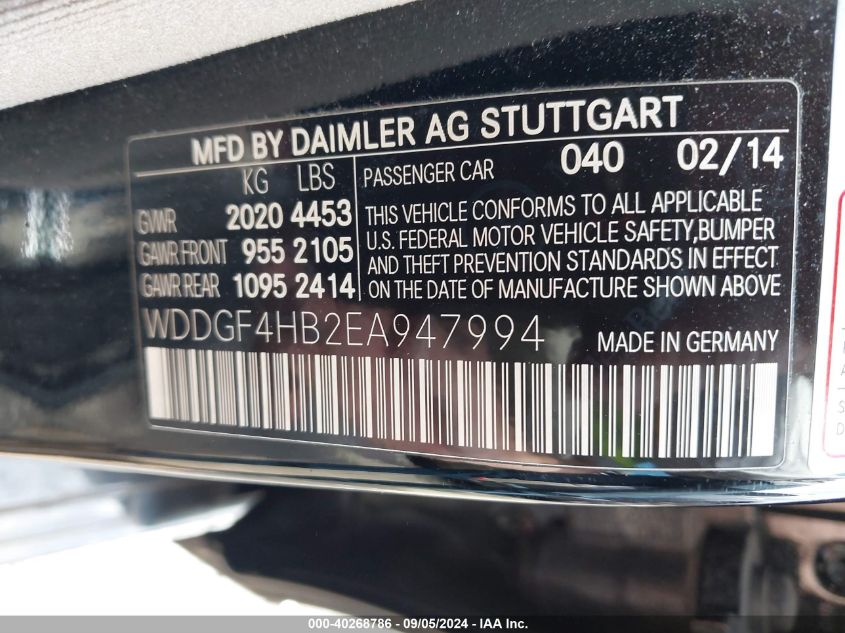 MFD BY DAIMLER AG STUTTGART
KG LBS PASSENGER CAR 040 02/14
GVWR 2020 4453
GAWR FRONT 955 2105
GAWR REAR 1095 2414
THIS VEHICLE CONFORMS TO ALL APPLICABLE
U.S. FEDERAL MOTOR VEHICLE SAFETY,BUMPER
AND THEFT PREVENTION STANDARDS IN EFFECT
ON THE DATE OF MANUFACTURE SHOWN ABOVE
WDDGF4HB2EA947994 MADE IN GERMANY
000-40268786 - 09/05/2024 - IAA Holdings, LLC.